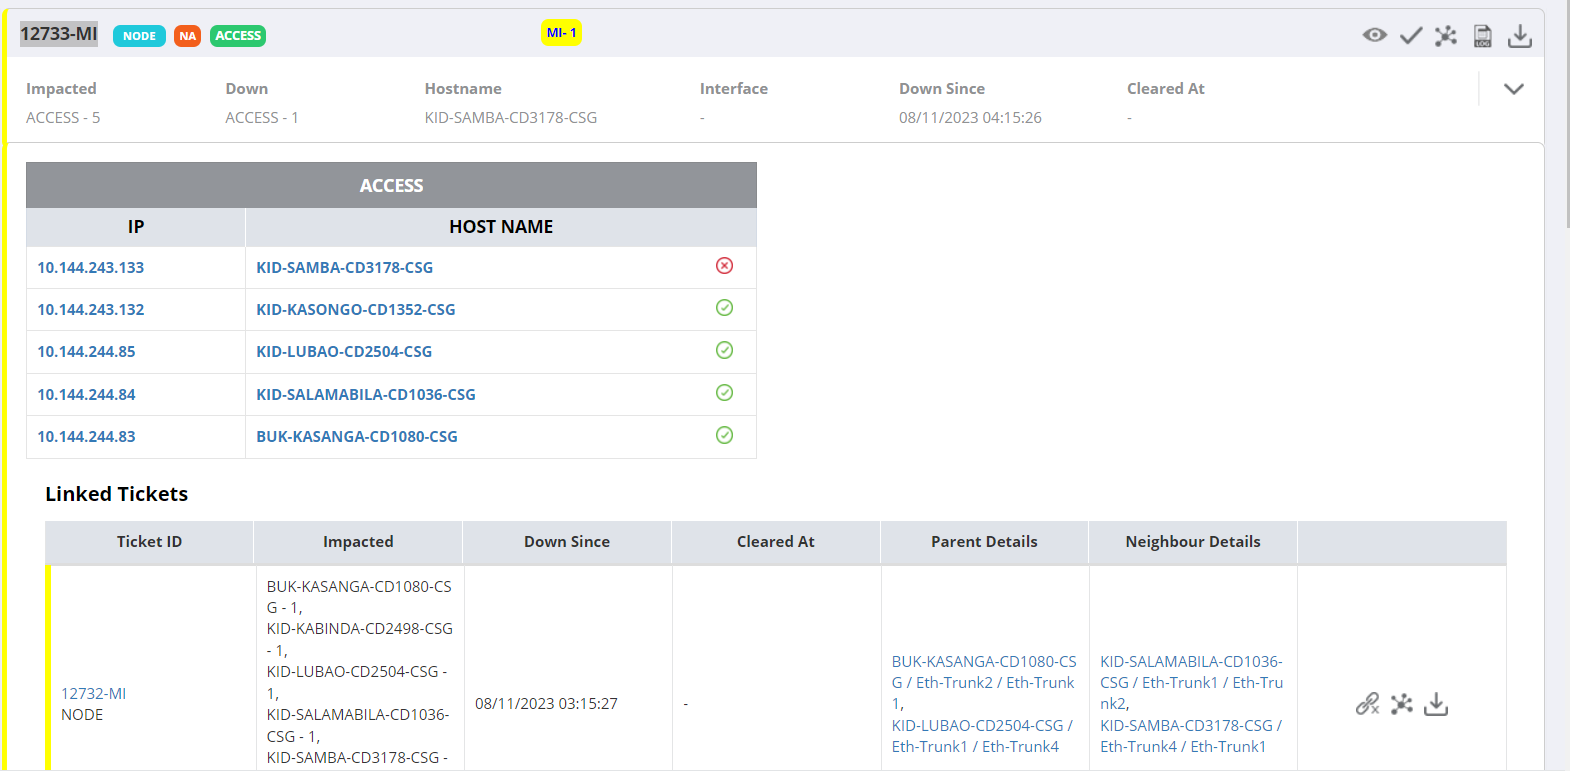 12733-MI NODE NA ACCESS MI- 1
LOG
Impacted Down Hostname Interface Down Since Cleared At
ACCESS - 5 ACCESS - 1 KID-SAMBA-CD3178-CSG - 08/11/2023 04:15:26 -
ACCESS
IP HOST NAME
10.144.243.133 KID-SAMBA-CD3178-CSG
10.144.243.132 KID-KASONGO-CD1352-CSG
10.144.244.85 KID-LUBAO-CD2504-CSG
10.144.244.84 KID-SALAMABILA-CD1036-CSG
10.144.244.83 BUK-KASANGA-CD1080-CSG
Linked Tickets
Ticket ID Impacted Down Since Cleared At Parent Details Neighbour Details
12732-MI
NODE
BUK-KASANGA-CD1080-CS
G - 1,
KID-KABINDA-CD2498-CSG
- 1,
KID-LUBAO-CD2504-CSG -
1,
KID-SALAMABILA-CD1036-
CSG - 1,
KID-SAMBA-CD3178-CSG -
08/11/2023 03:15:27
-
BUK-KASANGA-CD1080-CS
G / Eth-Trunk2 / Eth-Trunk
1,
KID-LUBAO-CD2504-CSG /
Eth-Trunk1 / Eth-Trunk4
KID-SALAMABILA-CD1036-
CSG / Eth-Trunk1 / Eth-Tru
nk2,
KID-SAMBA-CD3178-CSG /
Eth-Trunk4 / Eth-Trunk1